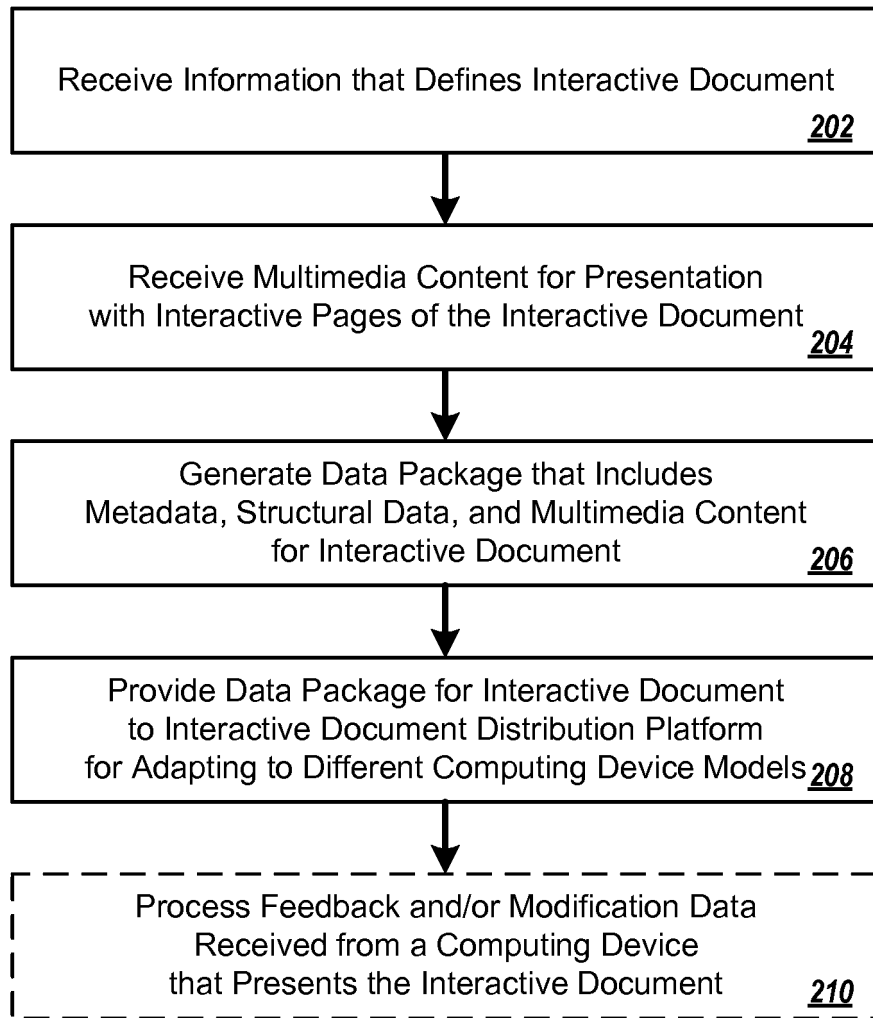 Receive Information that Defines Interactive Document
202
Receive Multimedia Content for Presentation
with Interactive Pages of the Interactive Document
204
Generate Data Package that Includes
Metadata, Structural Data, and Multimedia Content
for Interactive Document
206
Provide Data Package for Interactive Document
to Interactive Document Distribution Platform
for Adapting to Different Computing Device Models
208
Process Feedback and/or Modification Data
Received from a Computing Device
that Presents the Interactive Document
210